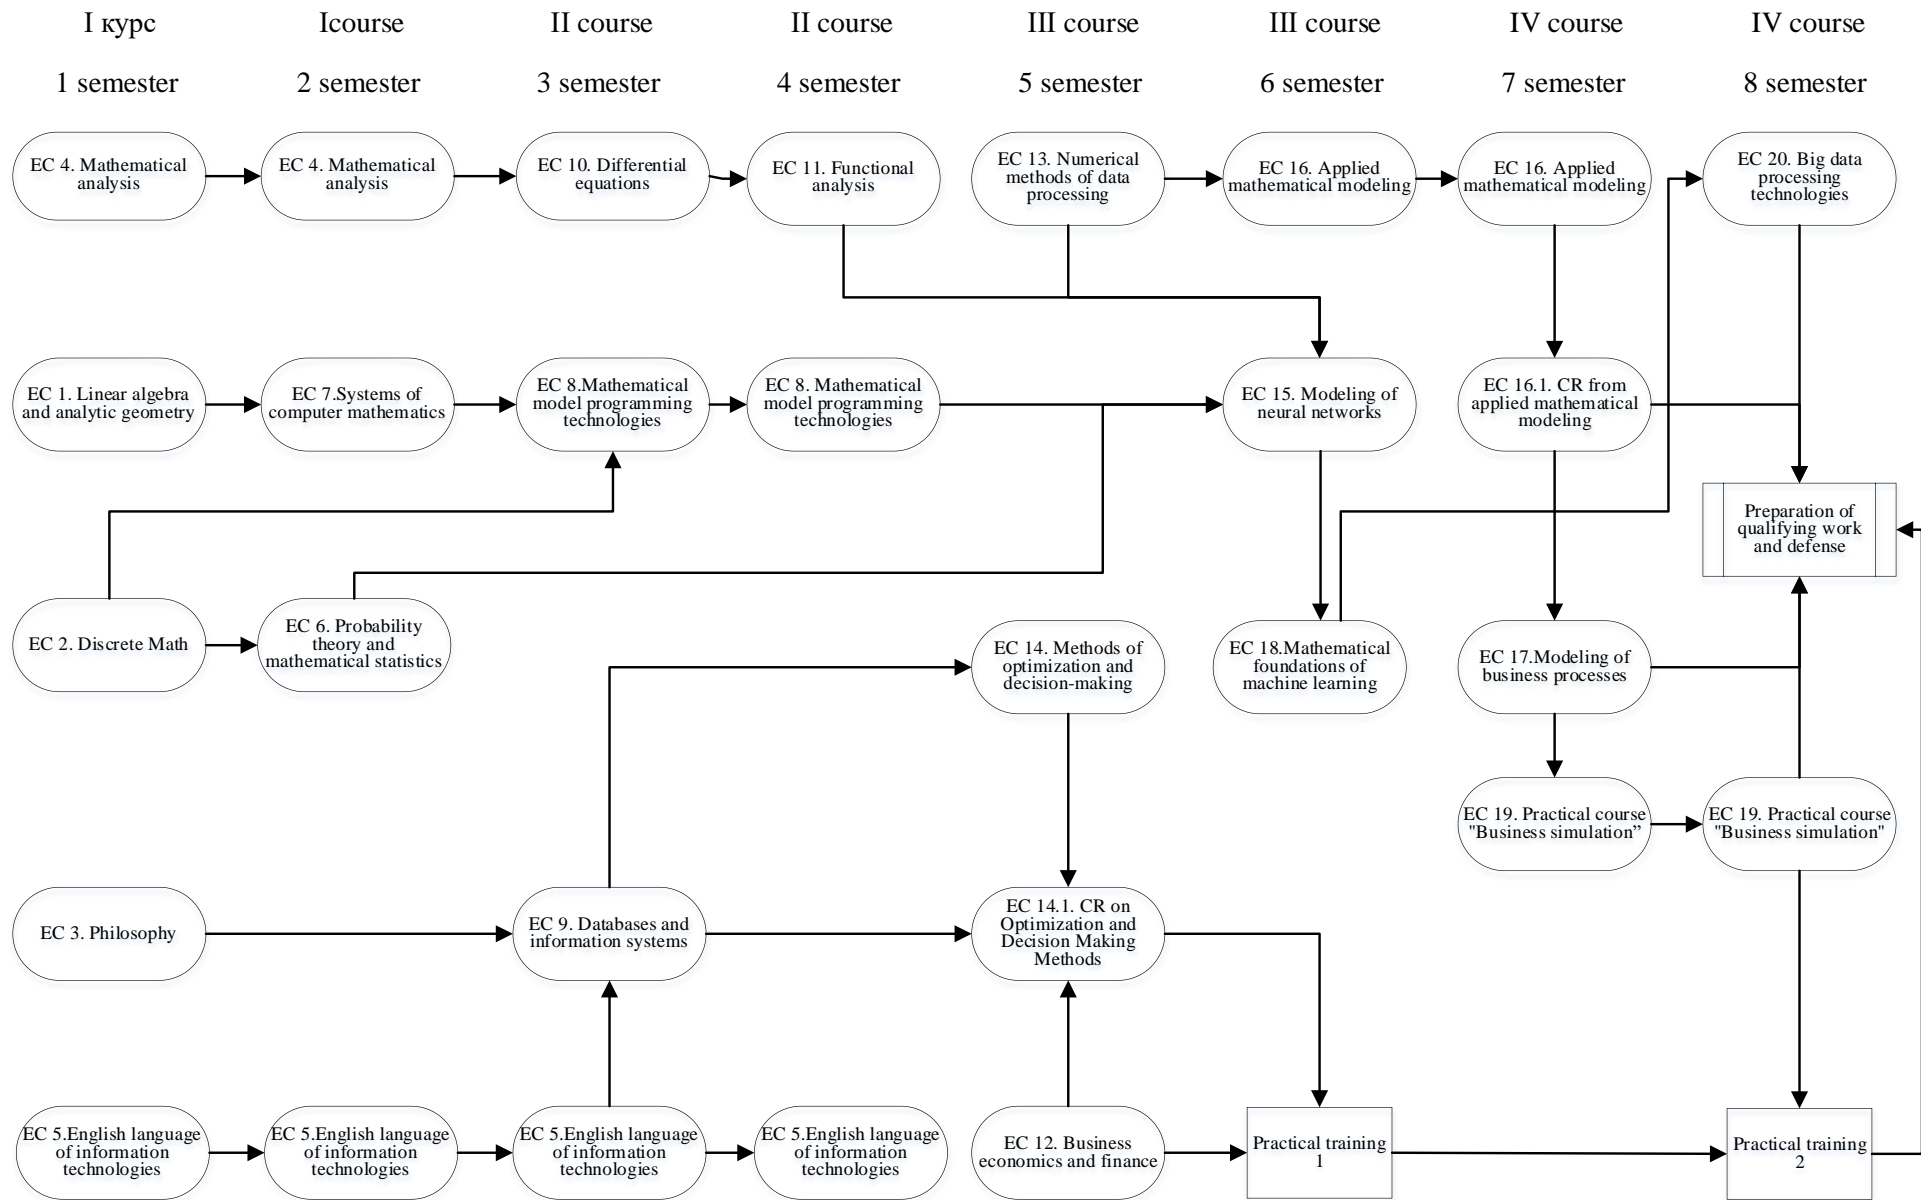 I курс
Icourse
II course
II course
III course
III course
IV course
IV course
1 semester
2 semester
3 semester
4 semester
5 semester
6 semester
7 semester
8 semester
EC 4. Mathematical
analysis
EC 4. Mathematical
analysis
EC 10. Differential
equations
EC 11. Functional
analysis
EC 13. Numerical
methods of data
processing
EC 16. Applied
mathematical modeling
EC 16. Applied
mathematical modeling
EC 20. Big data
processing
technologies
EC 1. Linear algebra
and analytic geometry
EC 7.Systems of
computer mathematics
EC 8.Mathematical
model programming
technologies
EC 8. Mathematical
model programming
technologies
EC 15. Modeling of
neural networks
EC 16.1. CR from
applied mathematical
modeling
Preparation of
qualifying work
and defense
EC 2. Discrete Math
EC 6. Probability
theory and
mathematical statistics
EC 14. Methods of
optimization and
decision-making
EC 18.Mathematical
foundations of
machine learning
EC 17.Modeling of
business processes
EC 19. Practical course
"Business simulation”
EC 19. Practical course
"Business simulation"
EC 3. Philosophy
EC 9. Databases and
information systems
EC 14.1. CR on
Optimization and
Decision Making
Methods
EC 5.English language
of information
technologies
EC 5.English language
of information
technologies
EC 5.English language
of information
technologies
EC 5.English language
of information
technologies
EC 12. Business
economics and finance
Practical training
1
Practical training
2